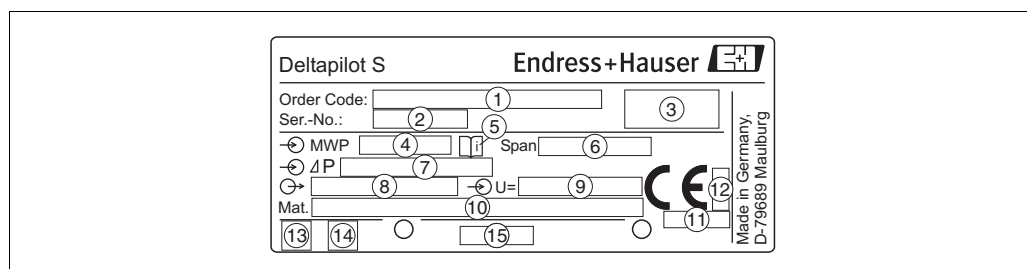 Deltapilot S Endress+Hauser
Order Code: 1 3
Ser.-No.: 2 5
MWP 4 i Span 6
⊿P 7
8 U= 9 CE 12
Mat. 10 11
13 14 15
Made in Germany,
D-79689 Maulburg